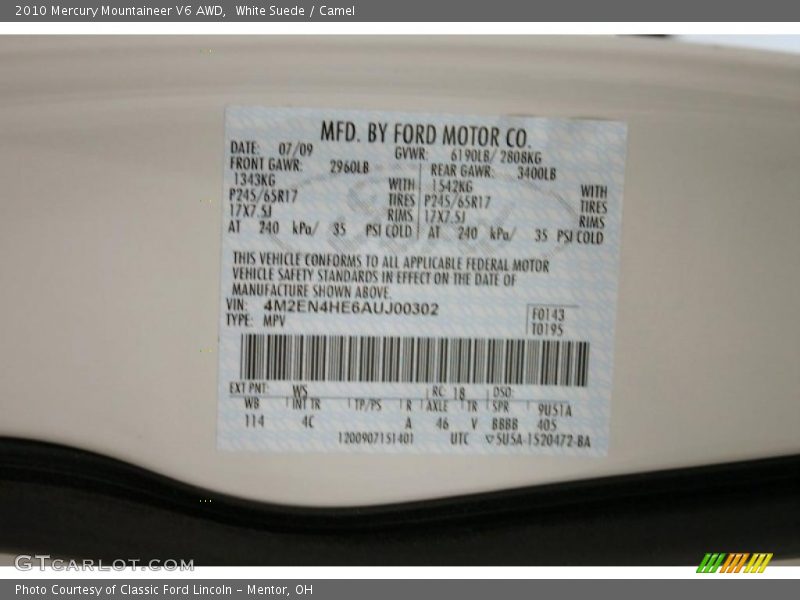 2010 Mercury Mountaineer V6 AWD,  White Suede / Camel
MFD. BY FORD MOTOR CO.
DATE: 07/09 GVWR: 6190LB/ 2808KG
FRONT GAWR: 2960LB REAR GAWR: 3400LB
1343KG WITH 1542KG WITH
P245/65R17 TIRES P245/65R17 TIRES
17X7.5J RIMS 17X7.5J RIMS
AT 240 kPa/ 35 PSI COLD AT 240 kPa/ 35 PSI COLD
THIS VEHICLE CONFORMS TO ALL APPLICABLE FEDERAL MOTOR
VEHICLE SAFETY STANDARDS IN EFFECT ON THE DATE OF
MANUFACTURE SHOWN ABOVE.
VIN: 4M2EN4HE6AUJ00302 F0143
TYPE: MPV T0195
EXT PNT: WS RC: 18 DSO:
WB INT TR TP/PS R AXLE TR SPR 9U5TA
114 4C A 46 V BBBB 405
1200907151401 UTC ▽5U5A-1520472-BA
GTCARLOT.COM
Photo Courtesy of Classic Ford Lincoln – Mentor, OH